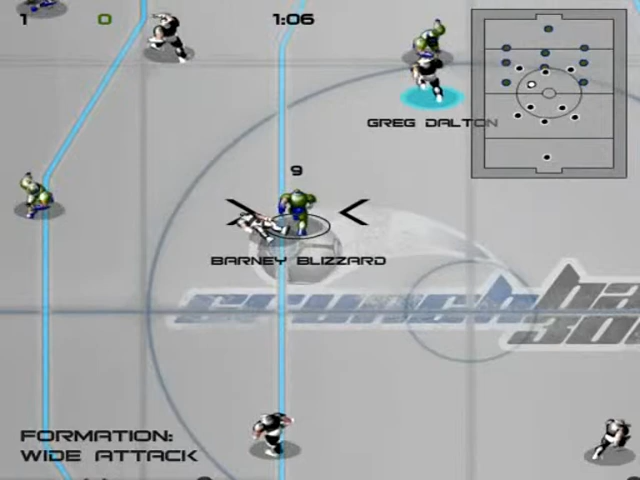 1 0 1:06
GREG DALTON
9
BARNEY BLIZZARD
FORMATION:
WIDE ATTACK